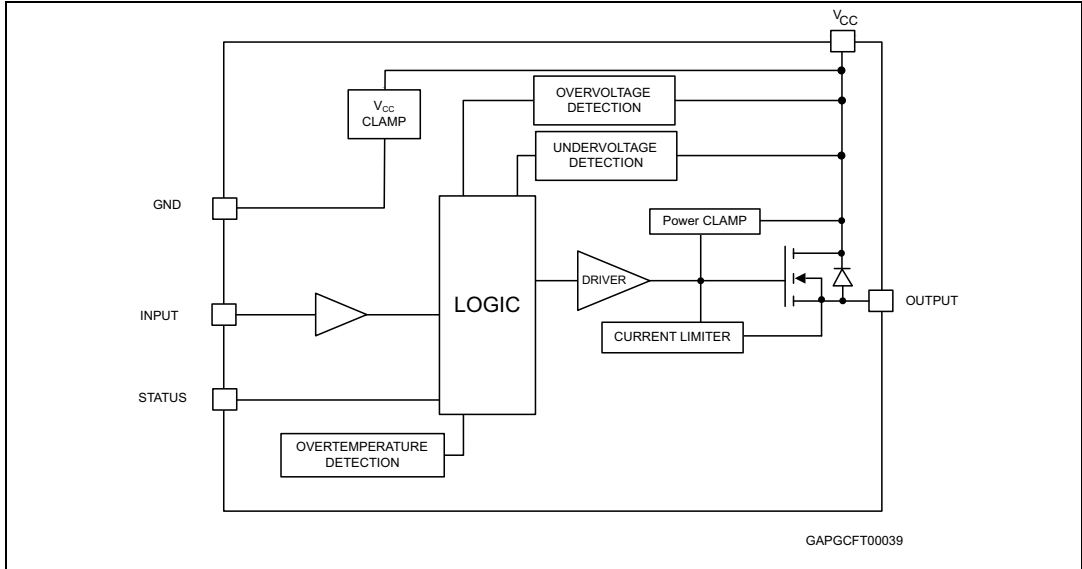 VCC
VCC
CLAMP
OVERVOLTAGE
DETECTION
UNDERVOLTAGE
DETECTION
GND
Power CLAMP
DRIVER
LOGIC
OUTPUT
INPUT
CURRENT LIMITER
STATUS
OVERTEMPERATURE
DETECTION
GAPGCFT00039